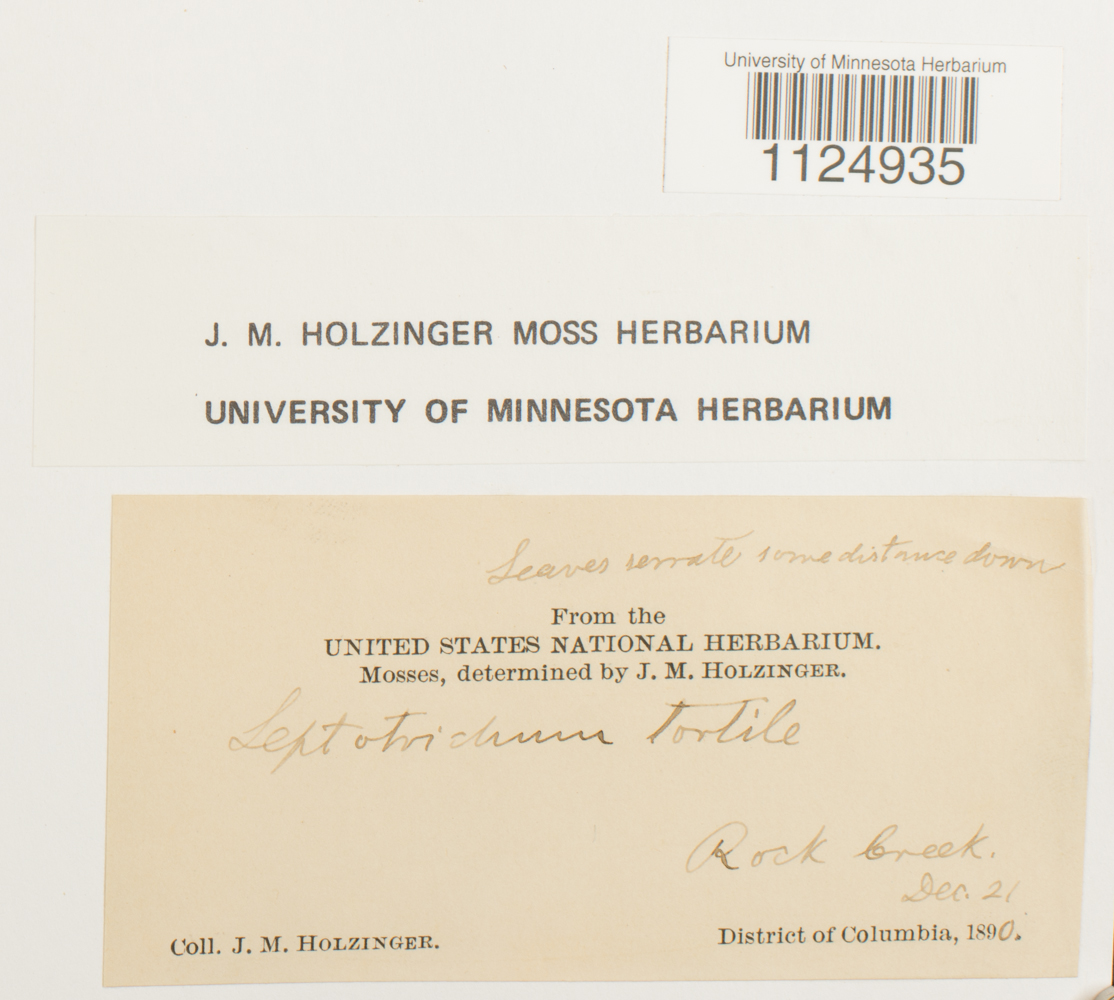 University of Minnesota Herbarium
1124935
J. M. HOLZINGER MOSS HERBARIUM
UNIVERSITY OF MINNESOTA HERBARIUM
Leaves serrate some distance down
From the
UNITED STATES NATIONAL HERBARIUM.
Mosses, determined by J. M. HOLZINGER.
Leptotrichum tortile
Rock Creek.
Dec. 21
Coll. J. M. HOLZINGER.
District of Columbia, 1890.